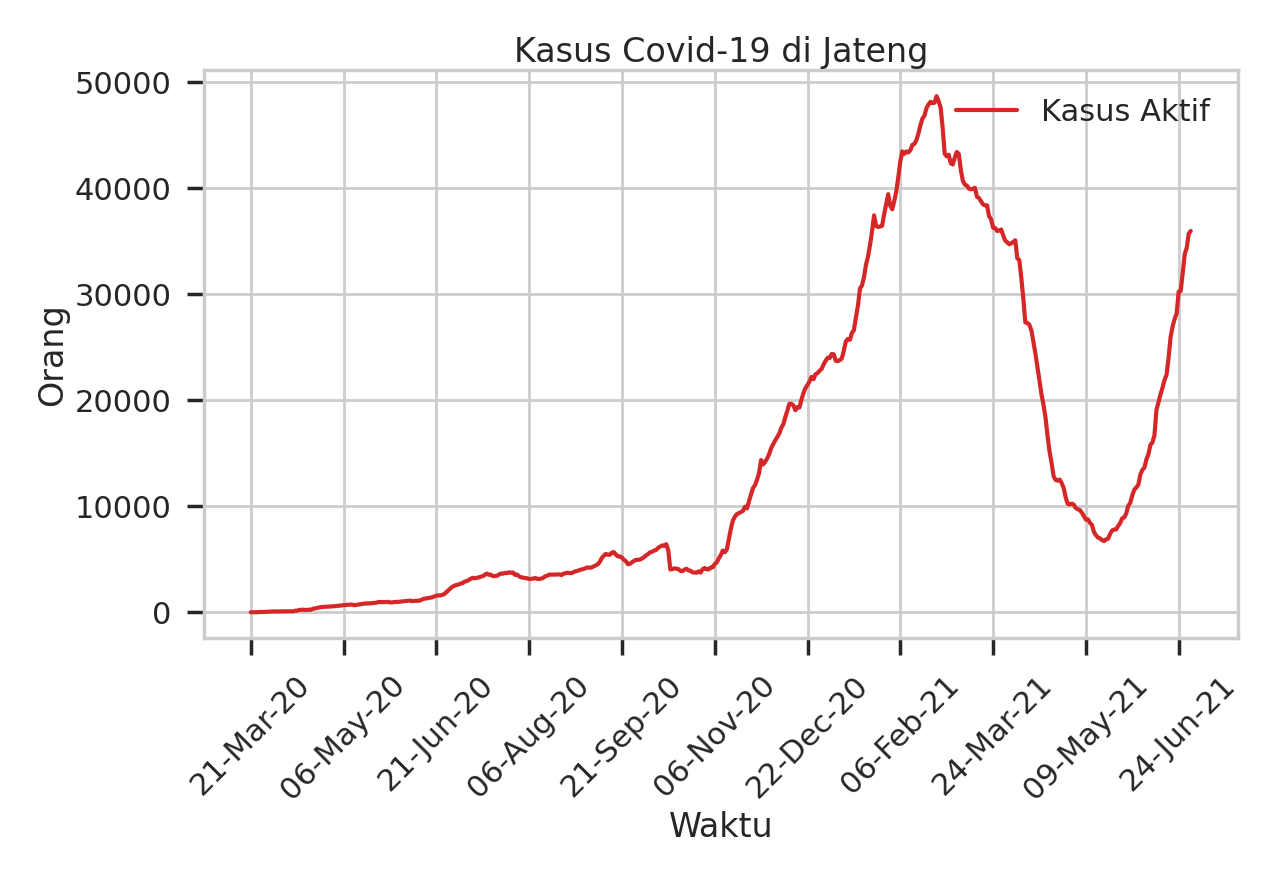 Kasus Covid-19 di Jateng
Kasus Aktif
Orang
50000
40000
30000
20000
10000
0
21-Mar-20
06-May-20
21-Jun-20
06-Aug-20
21-Sep-20
06-Nov-20
22-Dec-20
06-Feb-21
24-Mar-21
09-May-21
24-Jun-21
Waktu